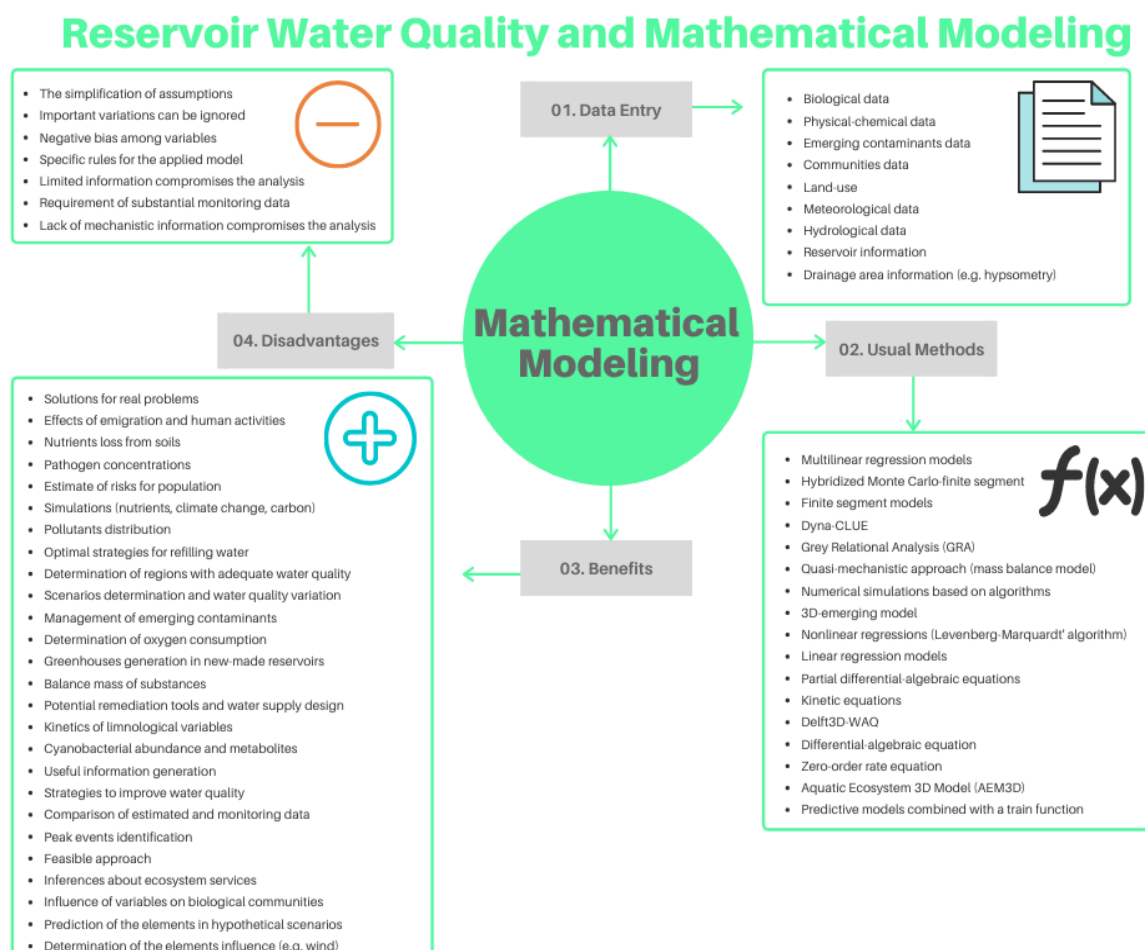 Reservoir Water Quality and Mathematical Modeling
The simplification of assumptions
Important variations can be ignored
Negative bias among variables
Specific rules for the applied model
Limited information compromises the analysis
Requirement of substantial monitoring data
Lack of mechanistic information compromises the analysis
01. Data Entry
Biological data
Physical-chemical data
Emerging contaminants data
Communities data
Land-use
Meteorological data
Hydrological data
Reservoir information
Drainage area information (e.g. hypsometry)
04. Disadvantages
Mathematical
Modeling
02. Usual Methods
Solutions for real problems
Effects of emigration and human activities
Nutrients loss from soils
Pathogen concentrations
Estimate of risks for population
Simulations (nutrients, climate change, carbon)
Pollutants distribution
Optimal strategies for refilling water
Determination of regions with adequate water quality
Scenarios determination and water quality variation
Management of emerging contaminants
Determination of oxygen consumption
Greenhouses generation in new-made reservoirs
Balance mass of substances
Potential remediation tools and water supply design
Kinetics of limnological variables
Cyanobacterial abundance and metabolites
Useful information generation
Strategies to improve water quality
Comparison of estimated and monitoring data
Peak events identification
Feasible approach
Inferences about ecosystem services
Influence of variables on biological communities
Prediction of the elements in hypothetical scenarios
Determination of the elements influence (e.g. wind)
03. Benefits
f(x)
Multilinear regression models
Hybridized Monte Carlo-finite segment
Finite segment models
Dyna-CLUE
Grey Relational Analysis (GRA)
Quasi-mechanistic approach (mass balance model)
Numerical simulations based on algorithms
3D-emerging model
Nonlinear regressions (Levenberg-Marquardt' algorithm)
Linear regression models
Partial differential-algebraic equations
Kinetic equations
Delft3D-WAQ
Differential-algebraic equation
Zero-order rate equation
Aquatic Ecosystem 3D Model (AEM3D)
Predictive models combined with a train function